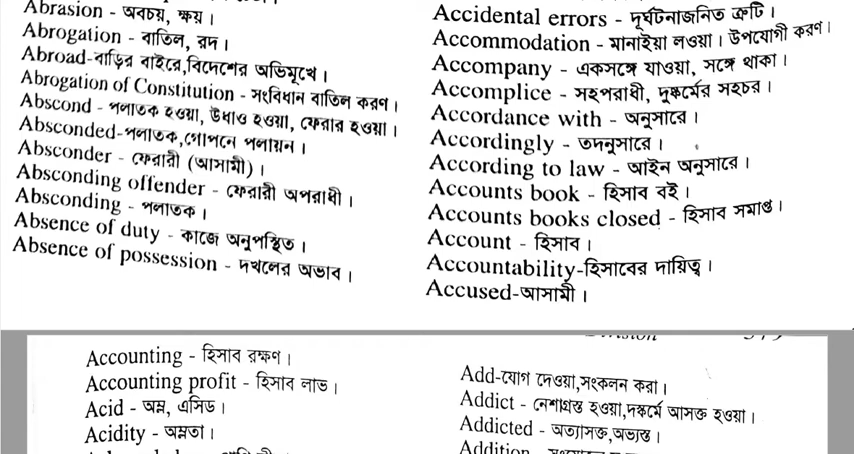 Abrasion - অবচয়, ক্ষয়।
Abrogation - বাতিল, রদ।
Abroad-বাড়ির বাইরে,বিদেশের অভিমূখে।
Abrogation of Constitution - সংবিধান বাতিল করণ।
Abscond - পলাতক হওয়া, উধাও হওয়া, ফেরার হওয়া।
Absconded-পলাতক,গোপনে পলায়ন।
Absconder - ফেরারী (আসামী)।
Absconding offender - ফেরারী অপরাধী।
Absconding - পলাতক।
Absence of duty - কাজে অনুপস্থিত।
Absence of possession - দখলের অভাব।
Accidental errors - দূর্ঘটনাজনিত ত্রুটি।
Accommodation - মানাইয়া লওয়া। উপযোগী করণ।
Accompany - একসঙ্গে যাওয়া, সঙ্গে থাকা।
Accomplice - সহপরাধী, দুষ্কর্মের সহচর।
Accordance with - অনুসারে।
Accordingly - তদনুসারে।
According to law - আইন অনুসারে।
Accounts book - হিসাব বই।
Accounts books closed - হিসাব সমাপ্ত।
Account - হিসাব।
Accountability-হিসাবের দায়িত্ব।
Accused-আসামী।
Accounting - হিসাব রক্ষণ।
Accounting profit - হিসাব লাভ।
Acid - অম্ল, এসিড।
Acidity - অম্লতা।
Add-যোগ দেওয়া,সংকলন করা।
Addict - নেশাগ্রস্ত হওয়া,দষ্কর্মে আসক্ত হওয়া।
Addicted - অত্যাসক্ত,অভ্যস্ত।
Addition -